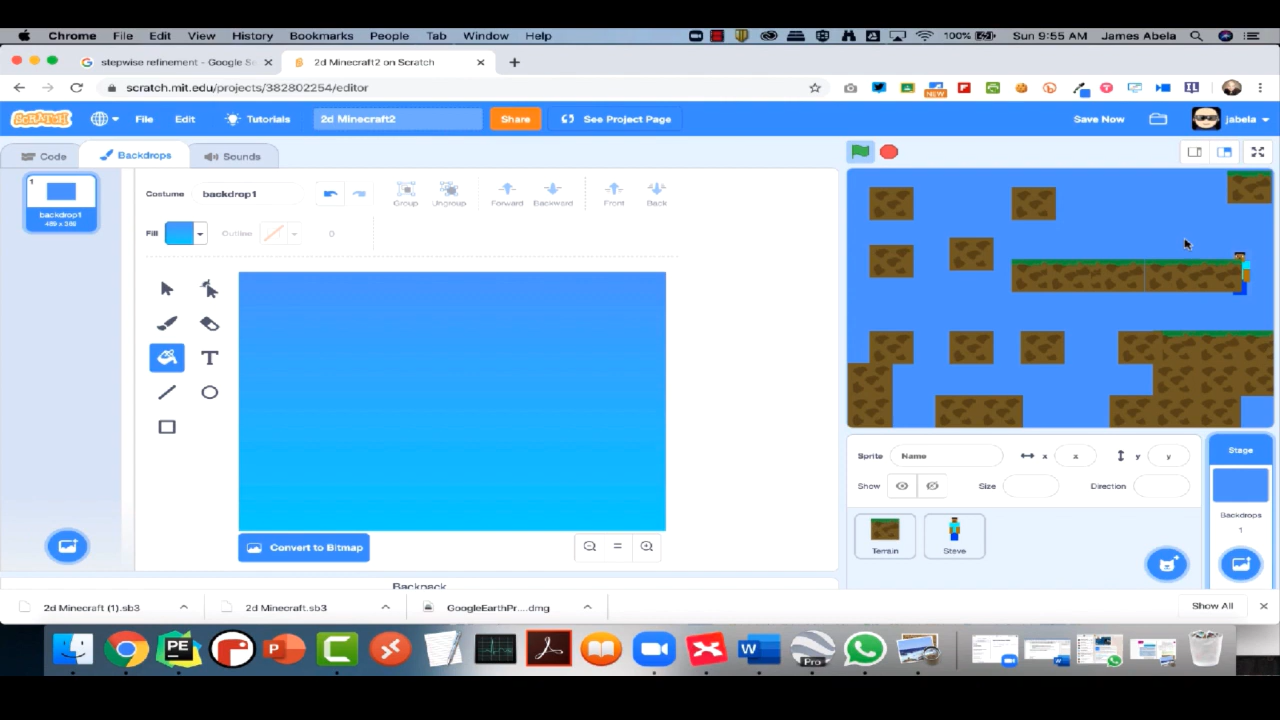 Chrome File Edit View History Bookmarks People Tab Window Help 100% Sun 9:55 AM James Abela
stepwise refinement - Google Se 2d Minecraft2 on Scratch
scratch.mit.edu/projects/382802254/editor
NEW
SCRATCH File Edit Tutorials 2d Minecraft2 Share See Project Page Save Now jabela
Code Backdrops Sounds
1
backdrop1
Costume backdrop1 Group Ungroup Forward Backward Front Back
Fill Outline 0
T
Convert to Bitmap
Backpack
Sprite Name x x y y
Show Size Direction
Stage
Backdrops
1
Terrain Steve
2d Minecraft (1).sb3 2d Minecraft.sb3 GoogleEarthPr....dmg Show All
PE P W Pro